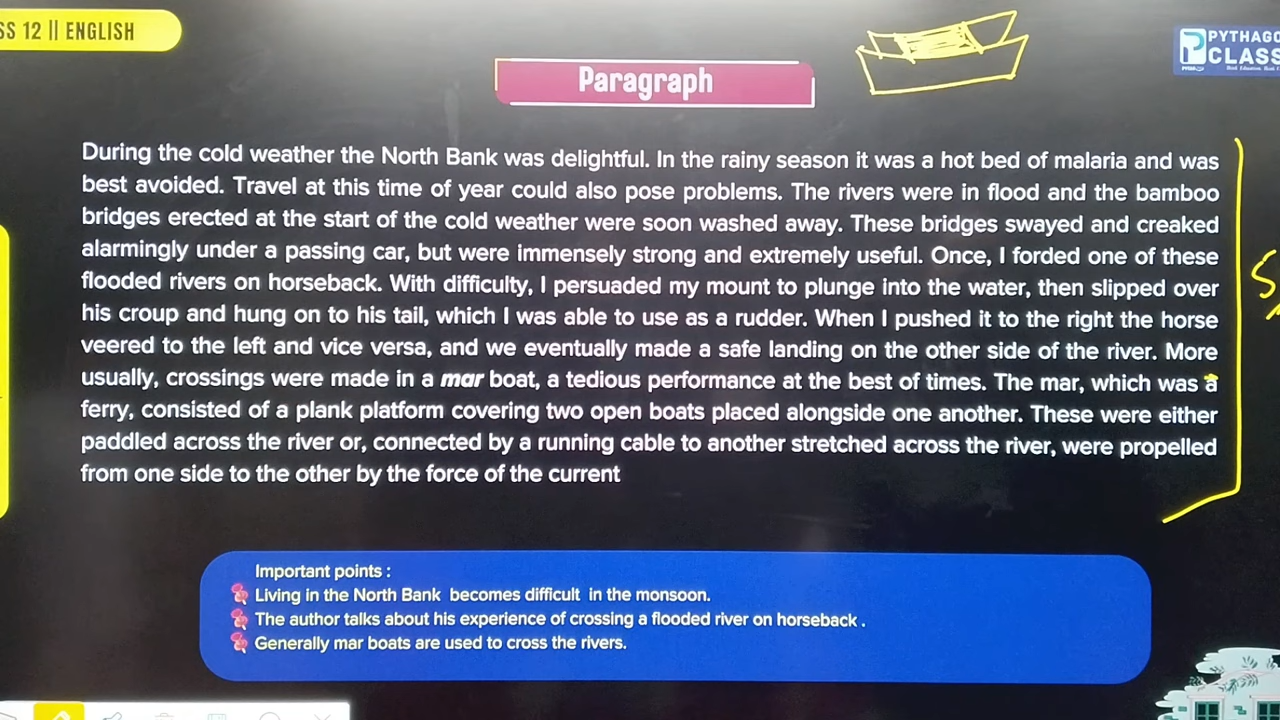 SS 12 || ENGLISH
PYTHAGO
CLASS
Paragraph
During the cold weather the North Bank was delightful. In the rainy season it was a hot bed of malaria and was
best avoided. Travel at this time of year could also pose problems. The rivers were in flood and the bamboo
bridges erected at the start of the cold weather were soon washed away. These bridges swayed and creaked
alarmingly under a passing car, but were immensely strong and extremely useful. Once, I forded one of these
flooded rivers on horseback. With difficulty, I persuaded my mount to plunge into the water, then slipped over
his croup and hung on to his tail, which I was able to use as a rudder. When I pushed it to the right the horse
veered to the left and vice versa, and we eventually made a safe landing on the other side of the river. More
usually, crossings were made in a mar boat, a tedious performance at the best of times. The mar, which was a
ferry, consisted of a plank platform covering two open boats placed alongside one another. These were either
paddled across the river or, connected by a running cable to another stretched across the river, were propelled
from one side to the other by the force of the current
Important points :
Living in the North Bank becomes difficult in the monsoon.
The author talks about his experience of crossing a flooded river on horseback .
Generally mar boats are used to cross the rivers.